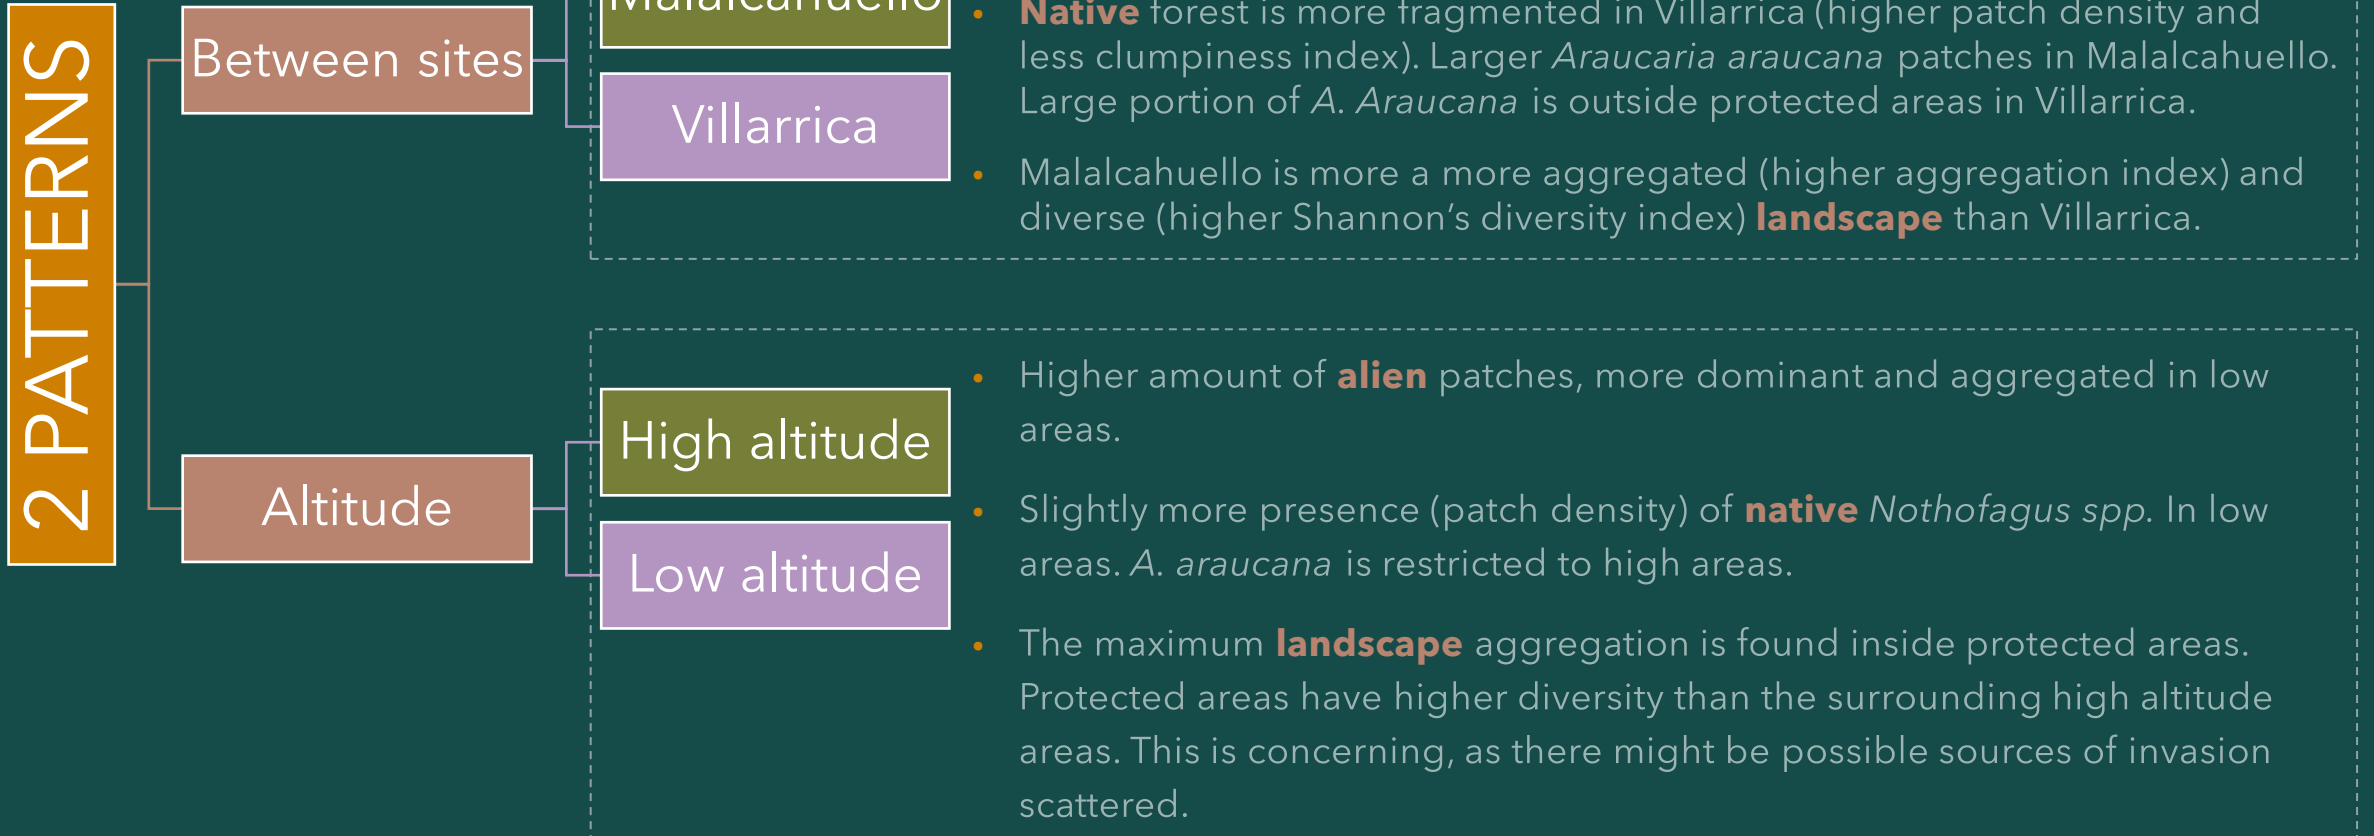 2 PATTERNS
Between sites
Malalcahuello
Villarrica
• Native forest is more fragmented in Villarrica (higher patch density and
less clumpiness index). Larger Araucaria araucana patches in Malalcahuello.
Large portion of A. Araucana is outside protected areas in Villarrica.
• Malalcahuello is more a more aggregated (higher aggregation index) and
diverse (higher Shannon’s diversity index) landscape than Villarrica.
Altitude
High altitude
Low altitude
• Higher amount of alien patches, more dominant and aggregated in low
areas.
• Slightly more presence (patch density) of native Nothofagus spp. In low
areas. A. araucana is restricted to high areas.
• The maximum landscape aggregation is found inside protected areas.
Protected areas have higher diversity than the surrounding high altitude
areas. This is concerning, as there might be possible sources of invasion
scattered.